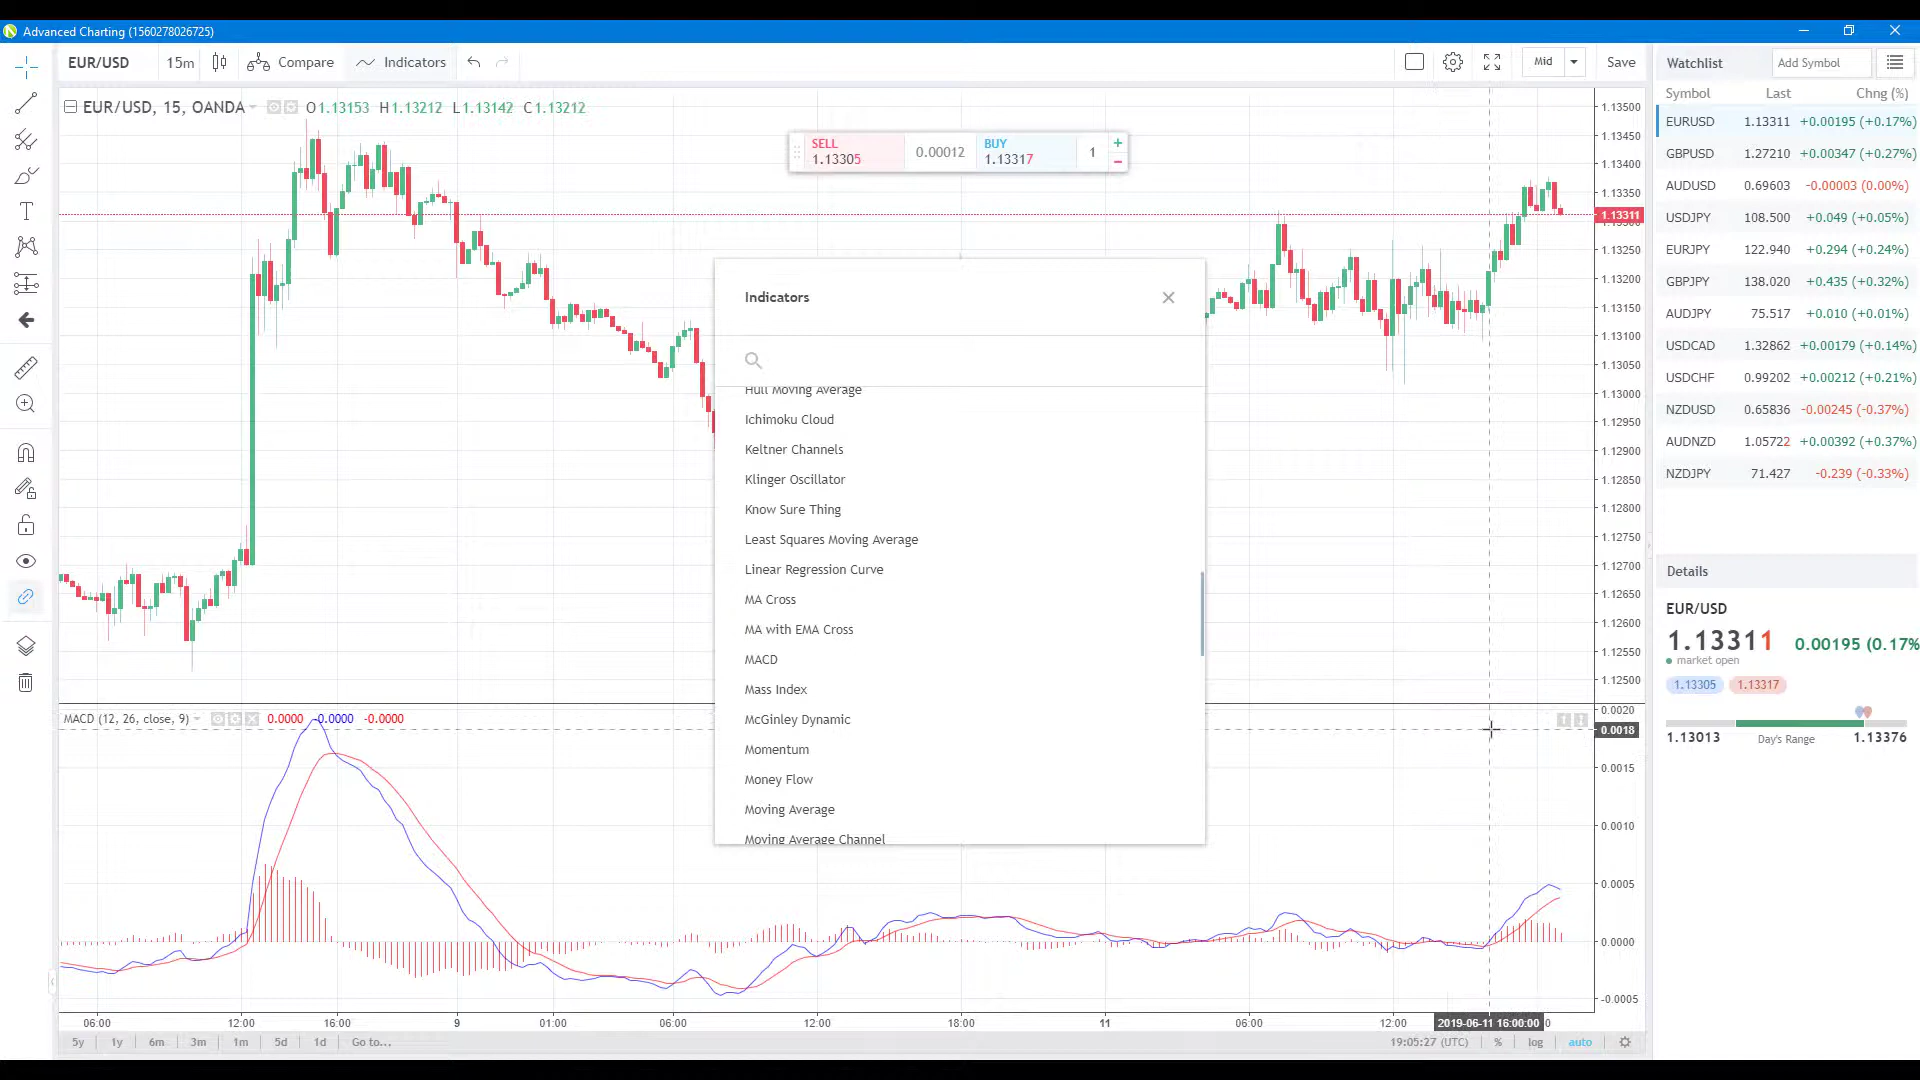 Advanced Charting (1560278026725)
EUR/USD 15m Compare Indicators Mid Save
EUR/USD, 15, OANDA O1.13153 H1.13212 L1.13142 C1.13212
SELL
1.13305
0.00012
BUY
1.13317
1
+
−
Indicators
Hull Moving Average
Ichimoku Cloud
Keltner Channels
Klinger Oscillator
Know Sure Thing
Least Squares Moving Average
Linear Regression Curve
MA Cross
MA with EMA Cross
MACD
Mass Index
McGinley Dynamic
Momentum
Money Flow
Moving Average
Moving Average Channel
1.13500
1.13450
1.13400
1.13350
1.13311
1.13250
1.13200
1.13150
1.13100
1.13050
1.13000
1.12950
1.12900
1.12850
1.12800
1.12750
1.12700
1.12650
1.12600
1.12550
1.12500
MACD (12, 26, close, 9) 0.0000 -0.0000 -0.0000
0.0020
0.0018
0.0015
0.0010
0.0005
0.0000
-0.0005
06:00 12:00 16:00 9 01:00 06:00 12:00 18:00 11 06:00 12:00 2019-06-11 16:00:00 0
5y 1y 6m 3m 1m 5d 1d Go to... 19:05:27 (UTC) % log auto
Watchlist Add Symbol
Symbol Last Chng (%)
EURUSD 1.13311 +0.00195 (+0.17%)
GBPUSD 1.27210 +0.00347 (+0.27%)
AUDUSD 0.69603 -0.00003 (0.00%)
USDJPY 108.500 +0.049 (+0.05%)
EURJPY 122.940 +0.294 (+0.24%)
GBPJPY 138.020 +0.435 (+0.32%)
AUDJPY 75.517 +0.010 (+0.01%)
USDCAD 1.32862 +0.00179 (+0.14%)
USDCHF 0.99202 +0.00212 (+0.21%)
NZDUSD 0.65836 -0.00245 (-0.37%)
AUDNZD 1.05722 +0.00392 (+0.37%)
NZDJPY 71.427 -0.239 (-0.33%)
Details
EUR/USD
1.13311 0.00195 (0.17%
market open
1.13305 1.13317
1.13013 Day's Range 1.13376